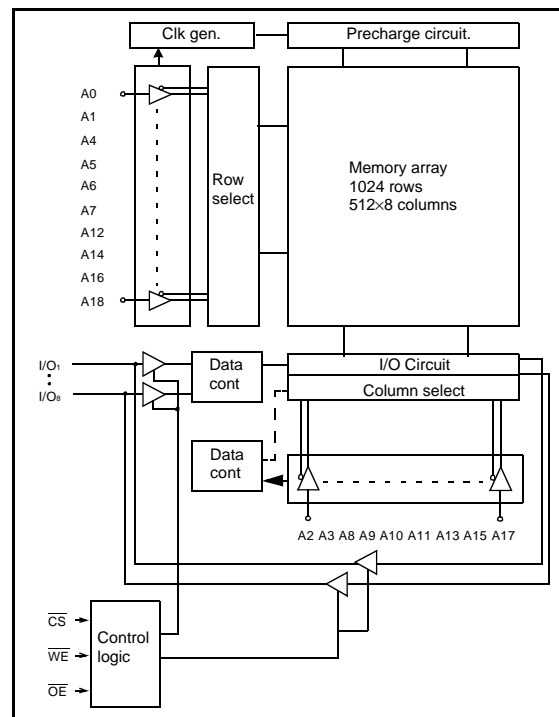 Clk gen.
Precharge circuit.
A0
A1
A4
A5
A6
A7
A12
A14
A16
A18
Row
select
Memory array
1024 rows
512×8 columns
I/O₁
I/O₈
Data
cont
I/O Circuit
Column select
Data
cont
A2 A3 A8 A9 A10 A11 A13 A15 A17
CS
WE
OE
Control
logic